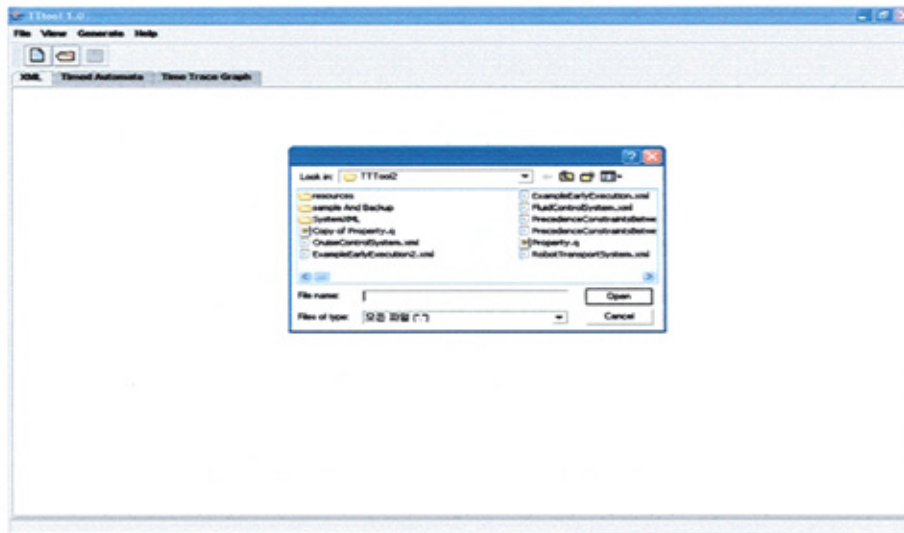 TTtool 1.0
File View Generate Help
XML Timed Automata Time Trace Graph
Look in: TTTool2
resources
sample And Backup
SystemXML
Copy of Property.q
CruiseControlSystem.xml
ExampleEarlyExecution2.xml
ExampleEarlyExecution.xml
FluidControlSystem.xml
PrecedenceConstraintsBetwe
PrecedenceConstraintsBetwe
Property.q
RobotTransportSystem.xml
File name: Open
Files of type: 모든 파일 (*.*) Cancel